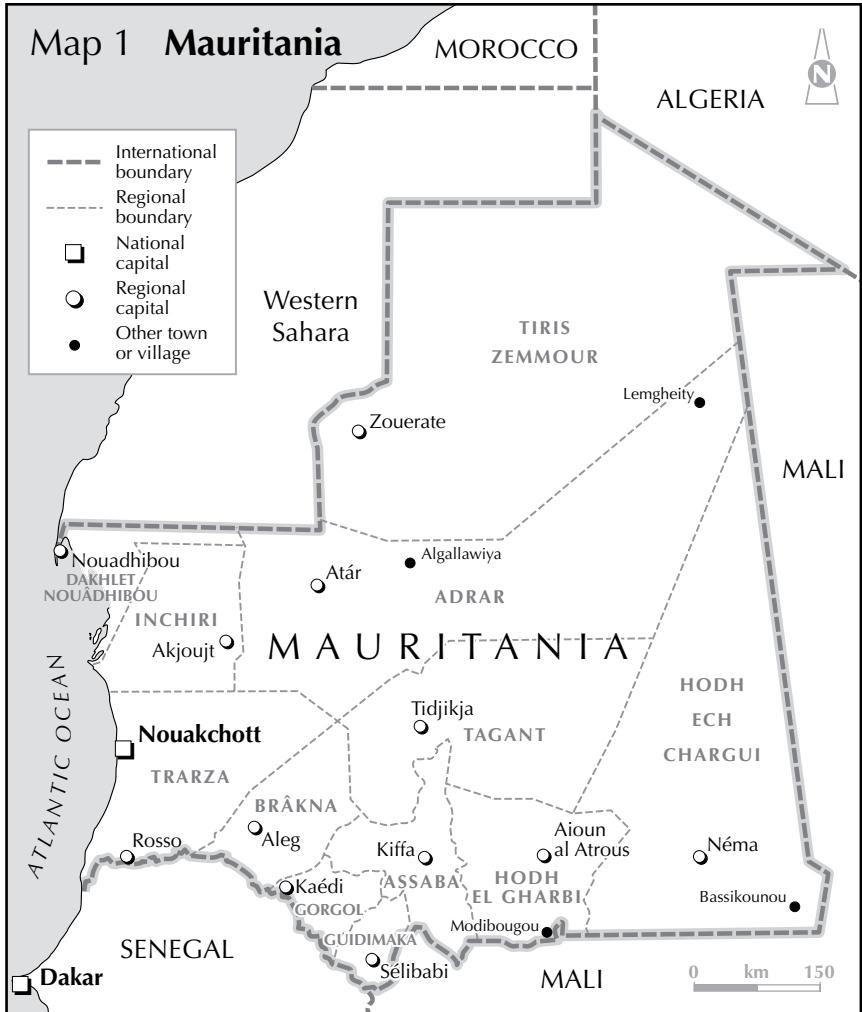 Map 1 Mauritania
MOROCCO
N
ALGERIA
International
boundary
Regional
boundary
National
capital
Regional
capital
Other town
or village
Western
Sahara
TIRIS
ZEMMOUR
Lemgheity
Zouerate
MALI
Nouadhibou
DAKHLET
NOUÂDHIBOU
Algallawiya
Atár
ADRAR
INCHIRI
Akjoujt
MAURITANIA
ATLANTIC OCEAN
HODH
ECH
CHARGUI
Tidjikja
TAGANT
Nouakchott
TRARZA
BRÂKNA
Rosso
Aleg
Kiffa
Aioun
al Atrous
Néma
ASSABA
HODH
EL GHARBI
Kaédi
GORGOL
Bassikounou
Modibougou
GUIDIMAKA
Sélibabi
SENEGAL
MALI
Dakar
0 km 150